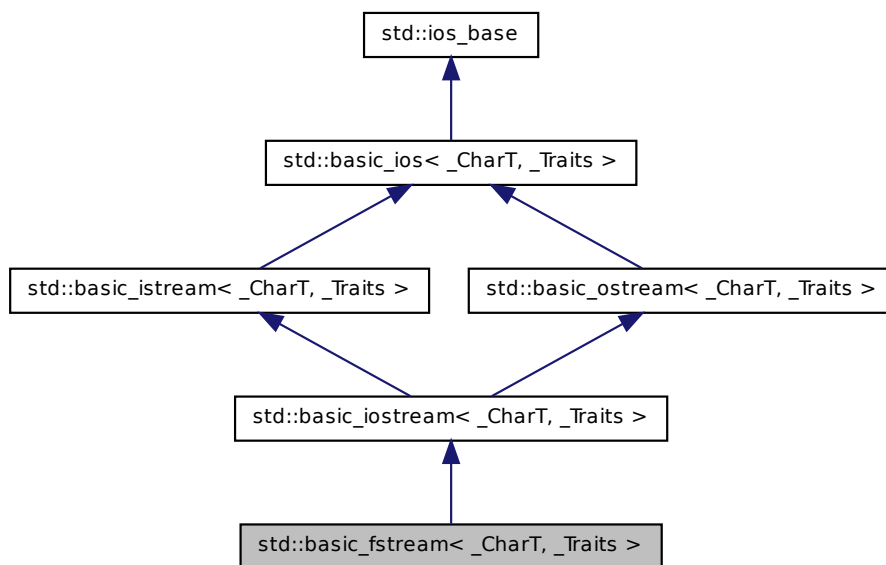 std::ios_base
std::basic_ios< _CharT, _Traits >
std::basic_istream< _CharT, _Traits >
std::basic_ostream< _CharT, _Traits >
std::basic_iostream< _CharT, _Traits >
std::basic_fstream< _CharT, _Traits >